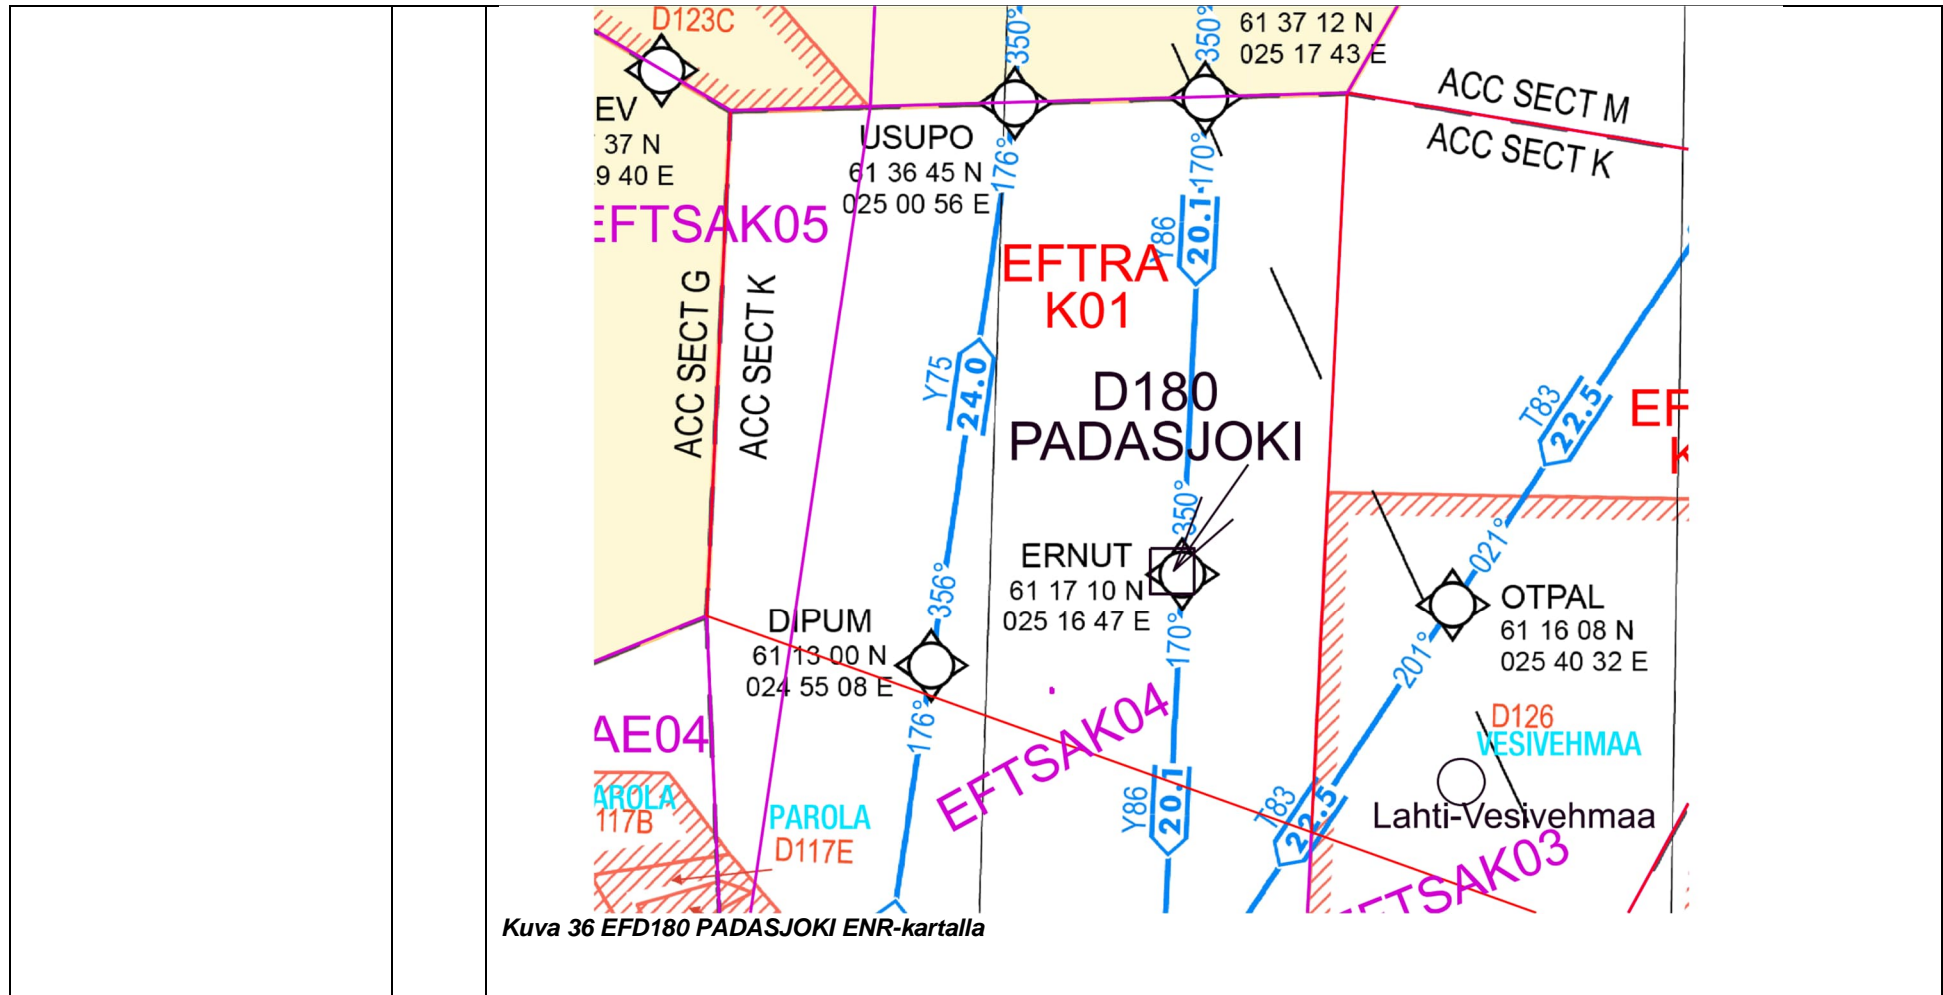 D123C
350°
350°
61 37 12 N
025 17 43 E
ACC SECT M
ACC SECT K
EV
37 N
9 40 E
USUPO
61 36 45 N
025 00 56 E
176°
170°
EFTSAK05
Y86
20.1
EFTRA
K01
ACC SECT G
ACC SECT K
Y75
24.0
D180
PADASJOKI
T83
22.5
EF
K
350°
021°
ERNUT
61 17 10 N
025 16 47 E
356°
OTPAL
61 16 08 N
025 40 32 E
DIPUM
61 13 00 N
024 55 08 E
170°
201°
176°
AE04
EFTSAK04
D126
VESIVEHMAA
AROLA
117B
PAROLA
D117E
Y86
20.1
T83
22.5
Lahti-Vesivehmaa
EFTSAK03
Kuva 36 EFD180 PADASJOKI ENR-kartalla